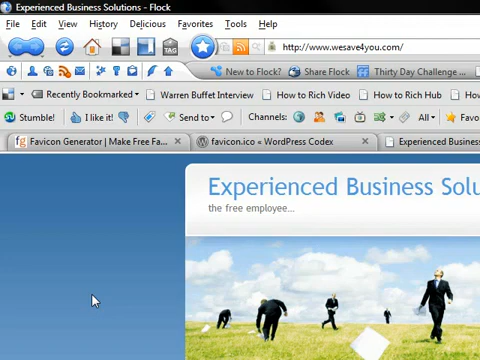 Experienced Business Solutions - Flock
File Edit View History Delicious Favorites Tools Help
TAG http://www.wesave4you.com/
New to Flock? Share Flock Thirty Day Challenge ...
Recently Bookmarked Warren Buffet Interview How to Rich Video How to Rich Hub How
Stumble! I like it! Send to Channels: All Favo
Favicon Generator | Make Free Fa... favicon.ico « WordPress Codex Experienced Business
Experienced Business Solu
the free employee...